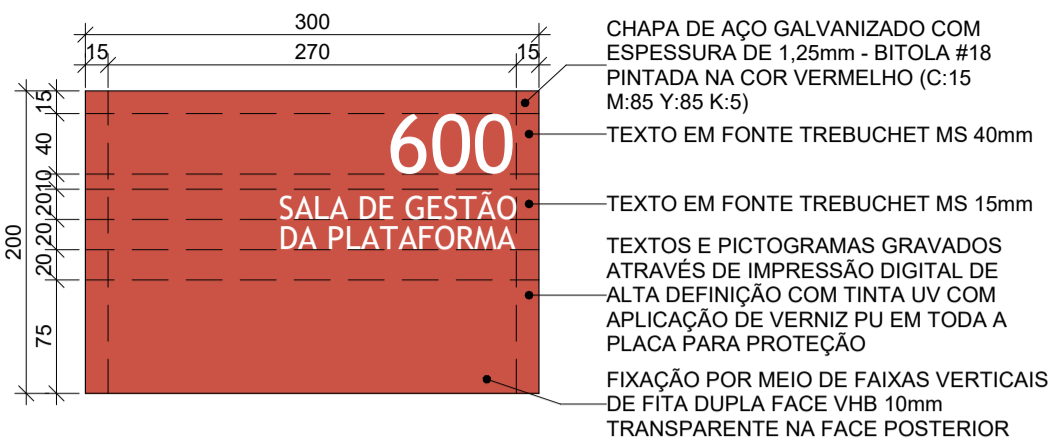 300
15
270
15
CHAPA DE AÇO GALVANIZADO COM
ESPESSURA DE 1,25mm - BITOLA #18
PINTADA NA COR VERMELHO (C:15
M:85 Y:85 K:5)
15
40
10
20
20
20
75
200
600
SALA DE GESTÃO
DA PLATAFORMA
TEXTO EM FONTE TREBUCHET MS 40mm
TEXTO EM FONTE TREBUCHET MS 15mm
TEXTOS E PICTOGRAMAS GRAVADOS
ATRAVÉS DE IMPRESSÃO DIGITAL DE
ALTA DEFINIÇÃO COM TINTA UV COM
APLICAÇÃO DE VERNIZ PU EM TODA A
PLACA PARA PROTEÇÃO
FIXAÇÃO POR MEIO DE FAIXAS VERTICAIS
DE FITA DUPLA FACE VHB 10mm
TRANSPARENTE NA FACE POSTERIOR